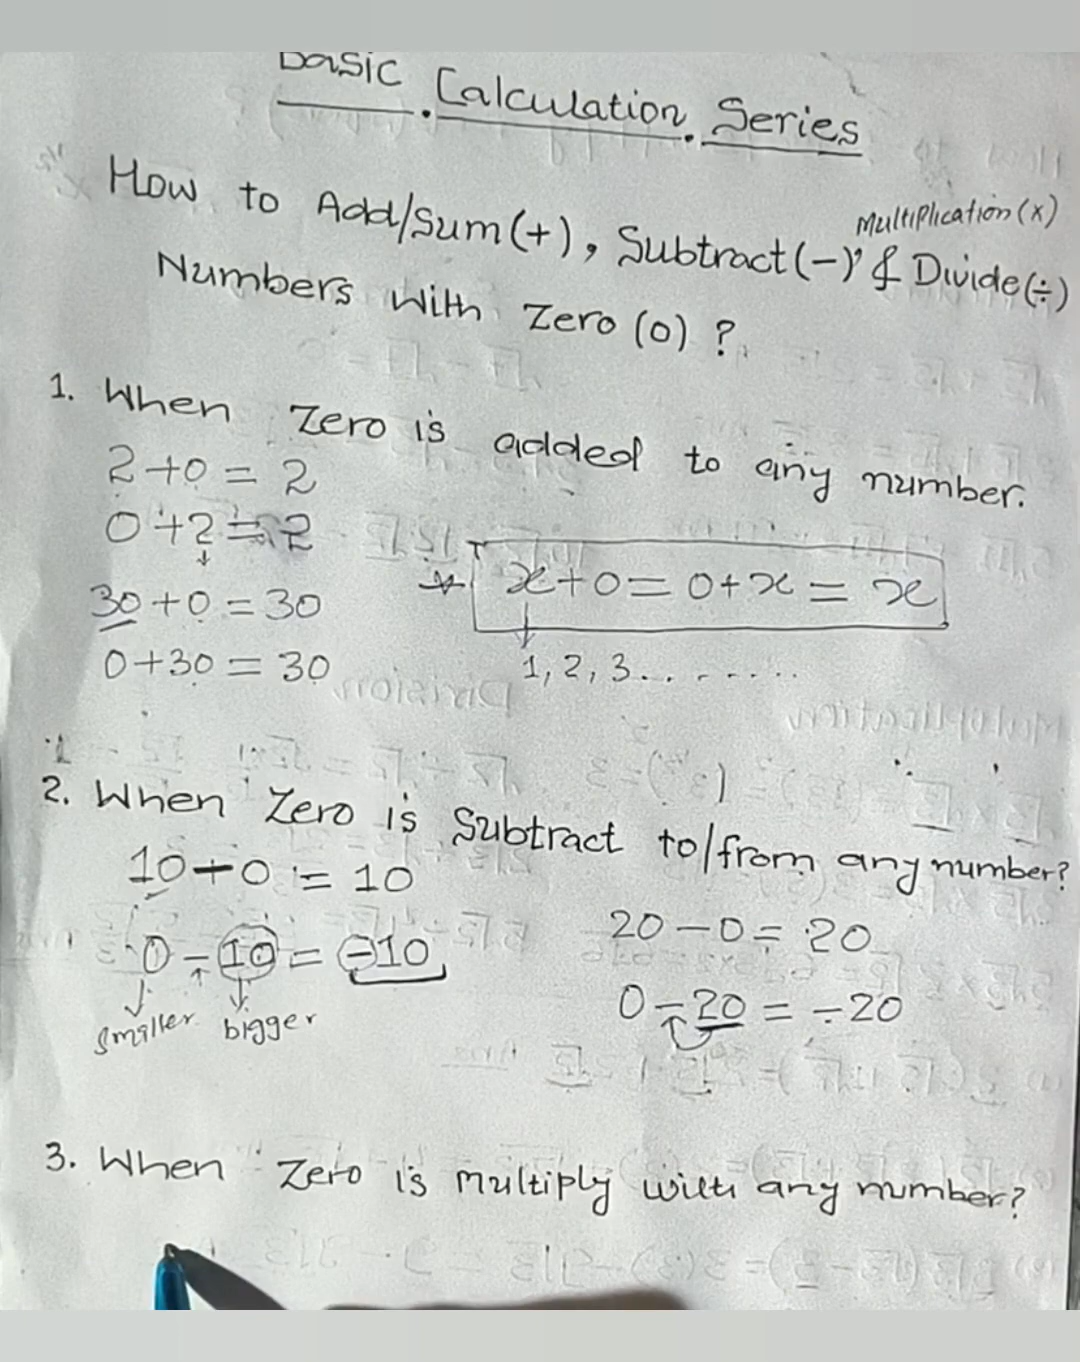 Basic Calculation Series
How to Add/Sum(+), Subtract(-), Multiplication(x) & Divide(÷)
Numbers with Zero (0) ?
1. When Zero is added to any number.
2+0 = 2
0+2=2
30+0=30
0+30=30
x+0=0+x=x
1,2,3........
2. When Zero is Subtract to/from any number?
10-0=10
0-10=-10
smaller bigger
20-0=20
0-20=-20
3. When Zero is multiply with any number?